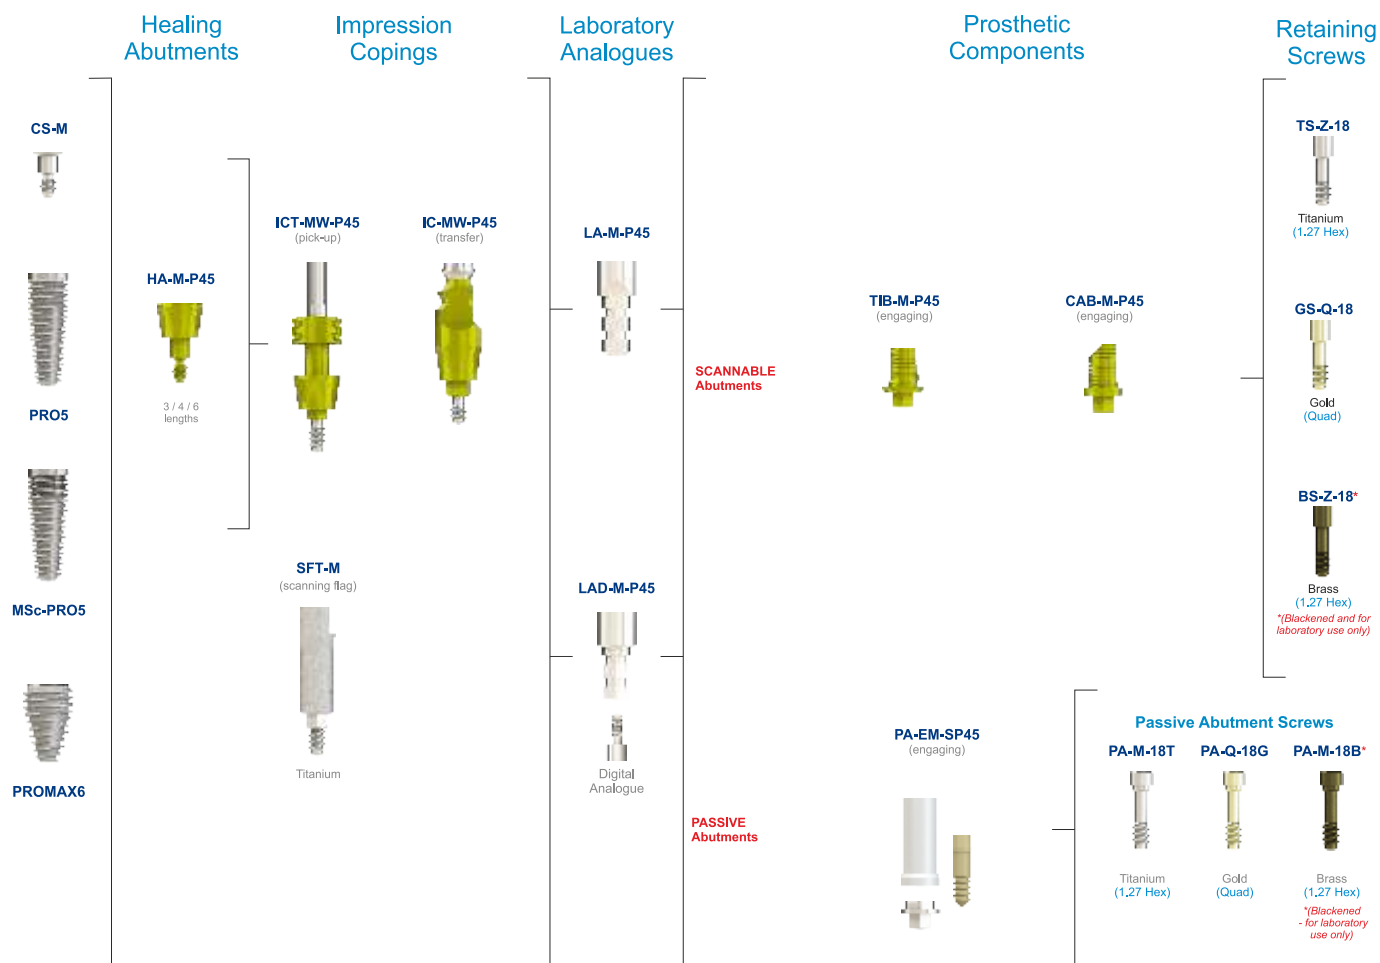 Healing
Abutments
Impression
Copings
Laboratory
Analogues
Prosthetic
Components
Retaining
Screws
CS-M
PRO5
MSc-PRO5
PROMAX6
HA-M-P45
3 / 4 / 6
lengths
ICT-MW-P45
(pick-up)
IC-MW-P45
(transfer)
SFT-M
(scanning flag)
Titanium
LA-M-P45
LAD-M-P45
Digital
Analogue
SCANNABLE
Abutments
TIB-M-P45
(engaging)
CAB-M-P45
(engaging)
TS-Z-18
Titanium
(1.27 Hex)
GS-Q-18
Gold
(Quad)
BS-Z-18*
Brass
(1.27 Hex)
*(Blackened and for
laboratory use only)
PASSIVE
Abutments
PA-EM-SP45
(engaging)
Passive Abutment Screws
PA-M-18T
Titanium
(1.27 Hex)
PA-Q-18G
Gold
(Quad)
PA-M-18B*
Brass
(1.27 Hex)
*(Blackened
- for laboratory
use only)